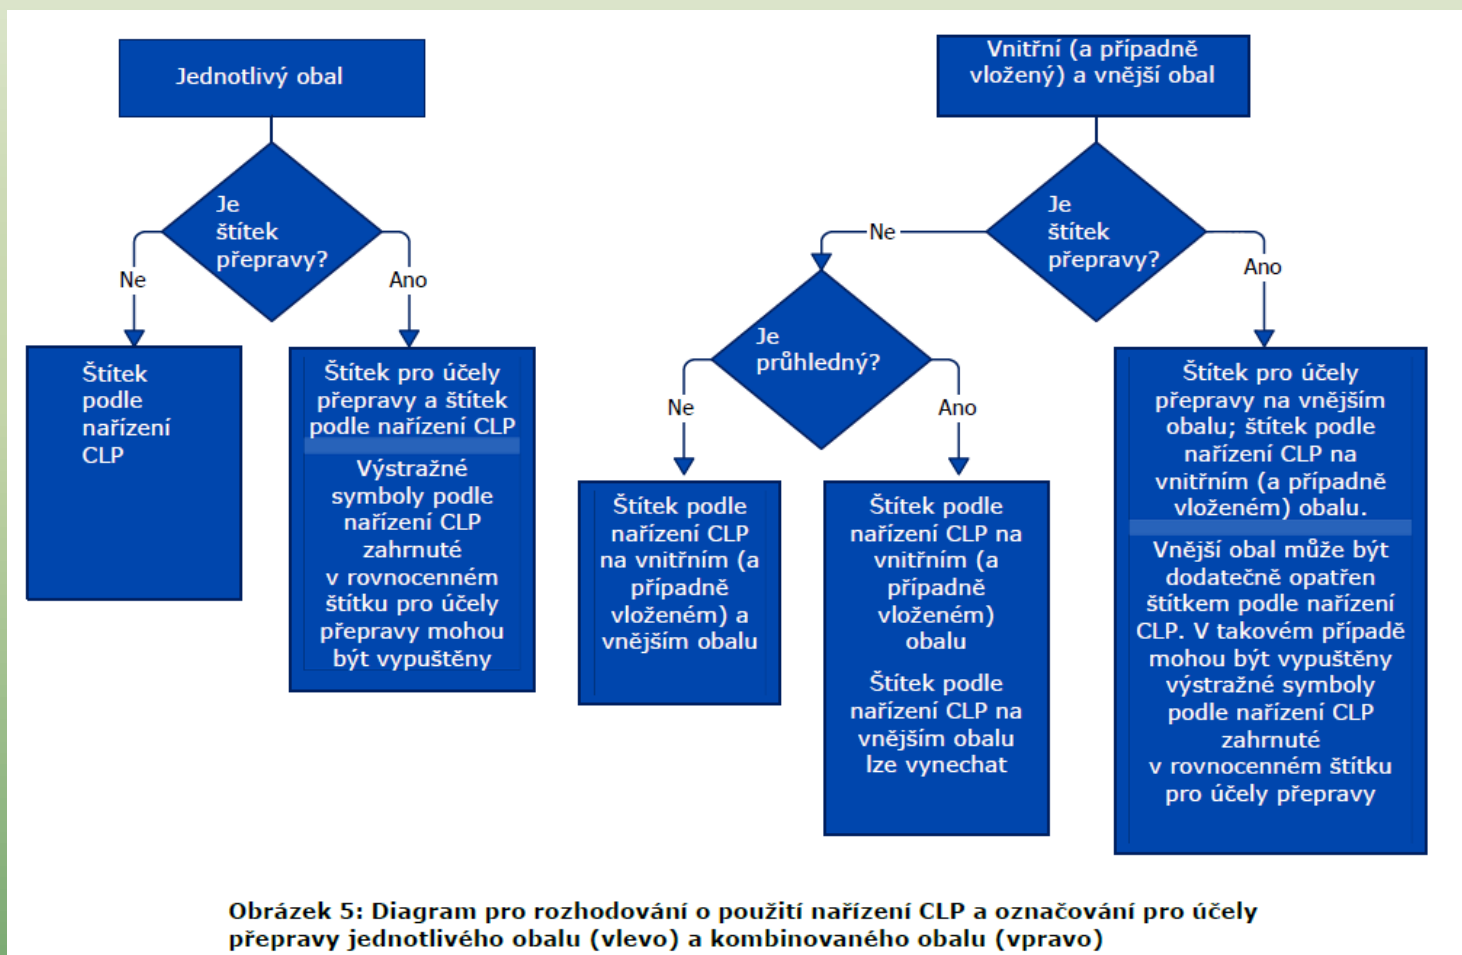 Jednotlivý obal
Je
štítek
přepravy?
Ne
Ano
Štítek
podle
nařízení
CLP
Štítek pro účely
přepravy a štítek
podle nařízení CLP
Výstražné
symboly podle
nařízení CLP
zahrnuté
v rovnocenném
štítku pro účely
přepravy mohou
být vypuštěny
Vnitřní (a případně
vložený) a vnější obal
Je
štítek
přepravy?
Ne
Ano
Je
průhledný?
Ne
Ano
Štítek podle
nařízení CLP
na vnitřním (a
případně
vloženém) a
vnějším obalu
Štítek podle
nařízení CLP na
vnitřním (a
případně
vloženém)
obalu
Štítek podle
nařízení CLP na
vnějším obalu
lze vynechat
Štítek pro účely
přepravy na vnějším
obalu; štítek podle
nařízení CLP na
vnitřním (a případně
vloženém) obalu.
Vnější obal může být
dodatečně opatřen
štítkem podle nařízení
CLP. V takovém případě
mohou být vypuštěny
výstražné symboly
podle nařízení CLP
zahrnuté
v rovnocenném štítku
pro účely přepravy
Obrázek 5: Diagram pro rozhodování o použití nařízení CLP a označování pro účely
přepravy jednotlivého obalu (vlevo) a kombinovaného obalu (vpravo)